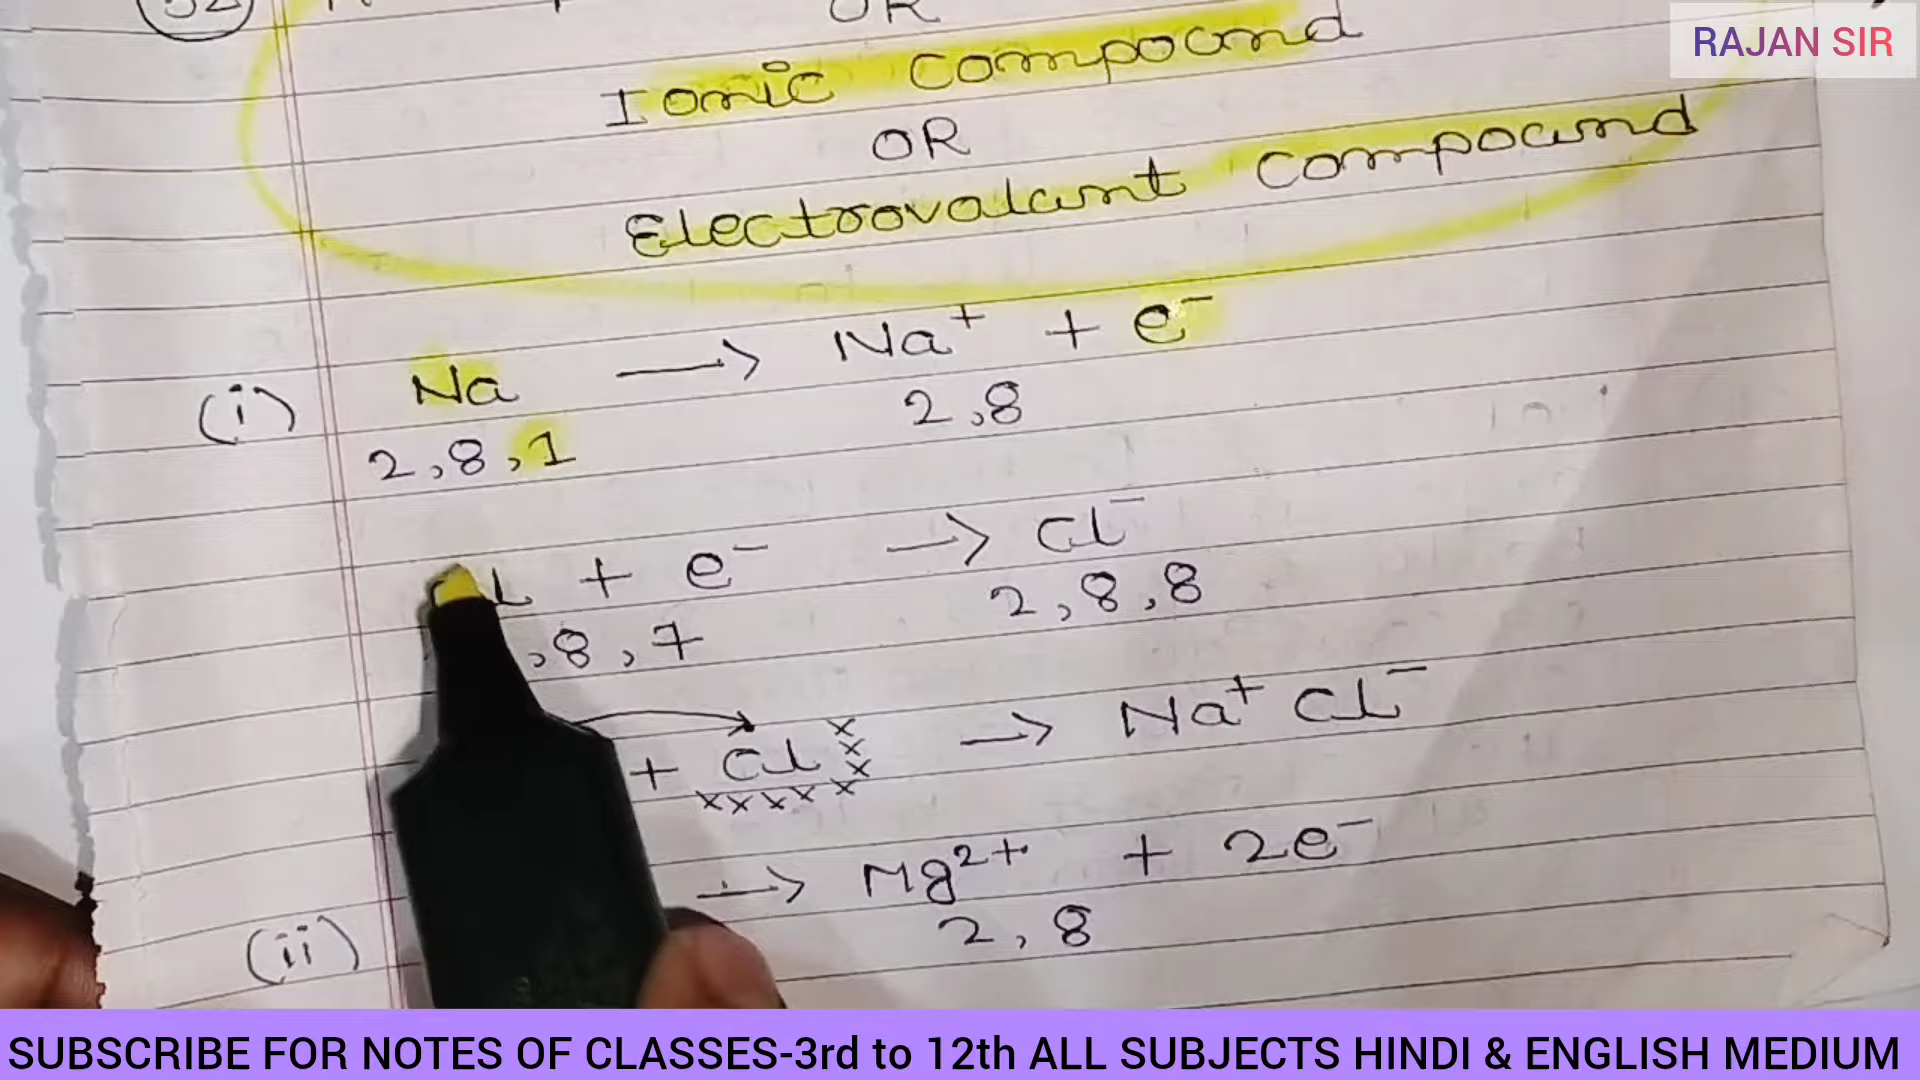 RAJAN SIR
OR
Ionic compound
OR
Electrovalant compound
(i) Na → Na⁺ + e⁻
2,8,1 2,8
+ e⁻ → Cl⁻
,8,7 2,8,8
+ Cl → Na⁺ Cl⁻
xxxxxxxx
(ii) → Mg²⁺ + 2e⁻
2,8
SUBSCRIBE FOR NOTES OF CLASSES-3rd to 12th ALL SUBJECTS HINDI & ENGLISH MEDIUM